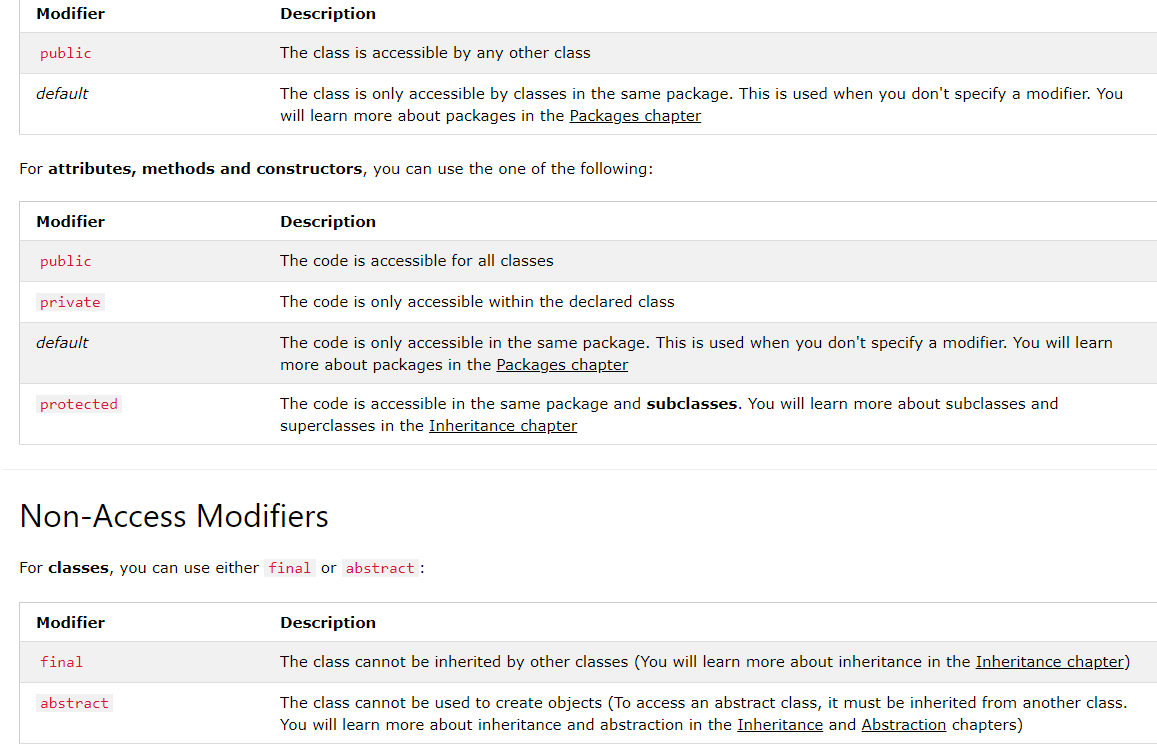 Modifier Description
public The class is accessible by any other class
default The class is only accessible by classes in the same package. This is used when you don't specify a modifier. You
will learn more about packages in the Packages chapter
For attributes, methods and constructors, you can use the one of the following:
Modifier Description
public The code is accessible for all classes
private The code is only accessible within the declared class
default The code is only accessible in the same package. This is used when you don't specify a modifier. You will learn
more about packages in the Packages chapter
protected The code is accessible in the same package and subclasses. You will learn more about subclasses and
superclasses in the Inheritance chapter
Non-Access Modifiers
For classes, you can use either final or abstract:
Modifier Description
final The class cannot be inherited by other classes (You will learn more about inheritance in the Inheritance chapter)
abstract The class cannot be used to create objects (To access an abstract class, it must be inherited from another class.
You will learn more about inheritance and abstraction in the Inheritance and Abstraction chapters)